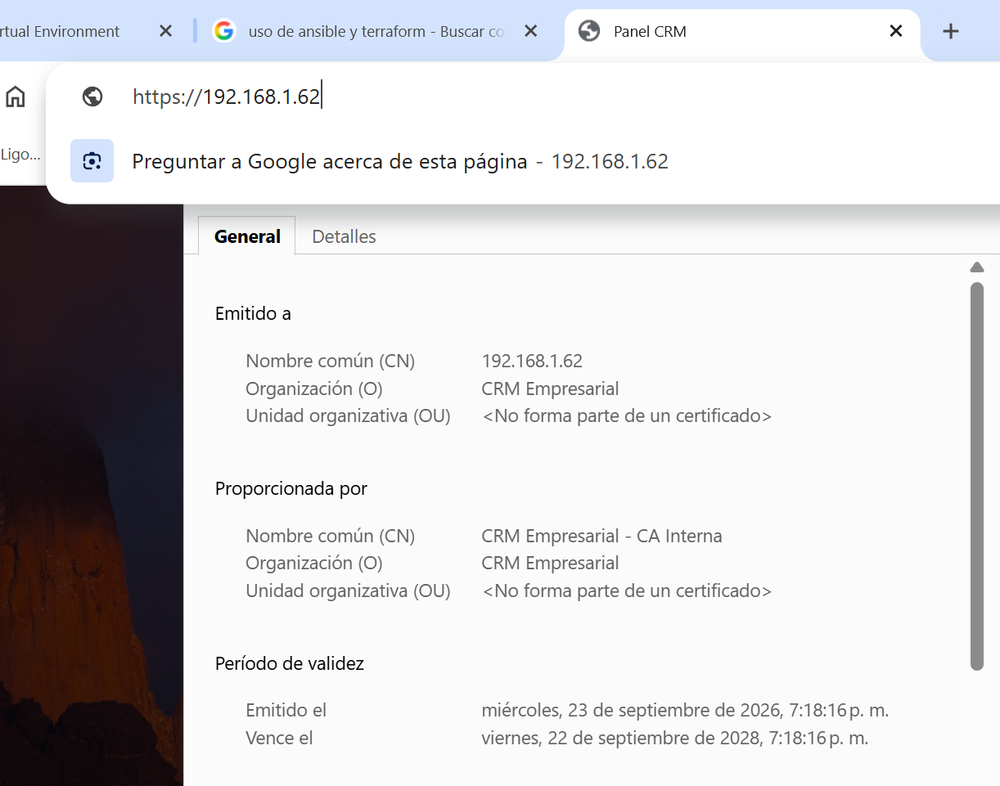 rtual Environment
uso de ansible y terraform - Buscar co
Panel CRM
https://192.168.1.62
Ligo...
Preguntar a Google acerca de esta página - 192.168.1.62
General Detalles
Emitido a
Nombre común (CN) 192.168.1.62
Organización (O) CRM Empresarial
Unidad organizativa (OU) <No forma parte de un certificado>
Proporcionada por
Nombre común (CN) CRM Empresarial - CA Interna
Organización (O) CRM Empresarial
Unidad organizativa (OU) <No forma parte de un certificado>
Período de validez
Emitido el miércoles, 23 de septiembre de 2026, 7:18:16 p. m.
Vence el viernes, 22 de septiembre de 2028, 7:18:16 p. m.